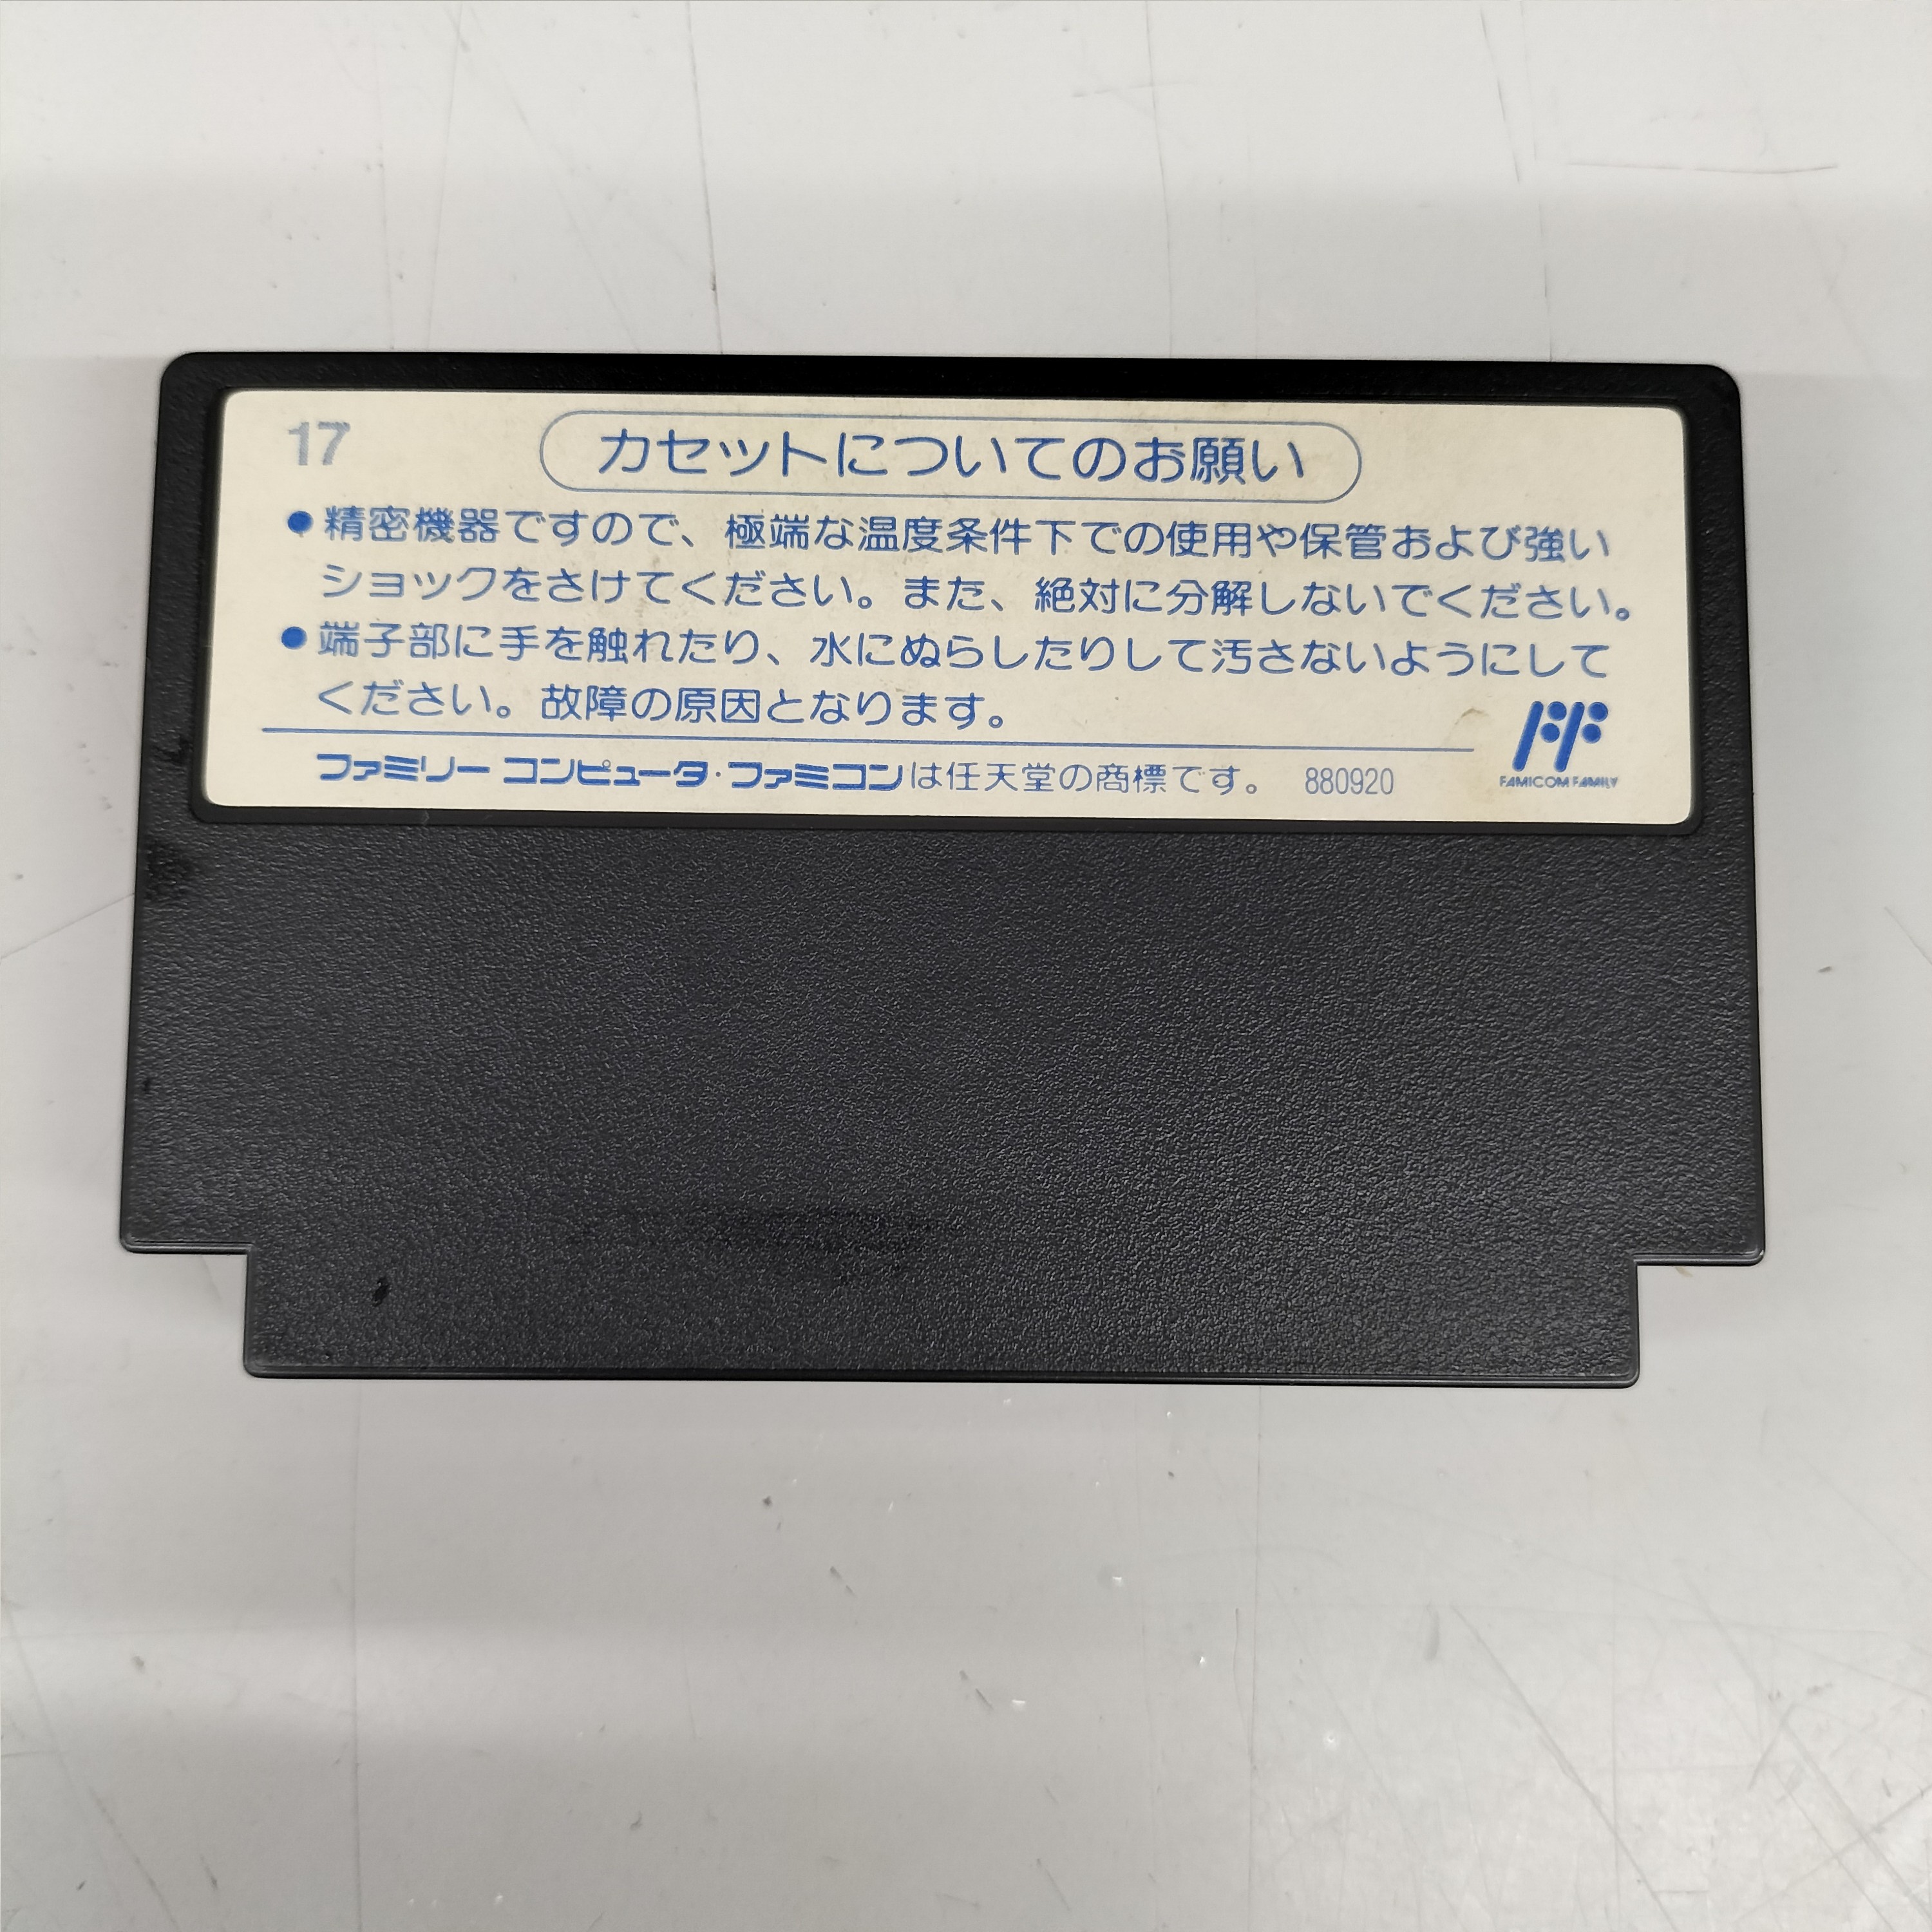 17
カセットについてのお願い
●精密機器ですので、極端な温度条件下での使用や保管および強い
ショックをさけてください。また、絶対に分解しないでください。
●端子部に手を触れたり、水にぬらしたりして汚さないようにして
ください。故障の原因となります。
ファミリー コンピュータ・ファミコンは任天堂の商標です。 880920
FAMICOM FAMILY